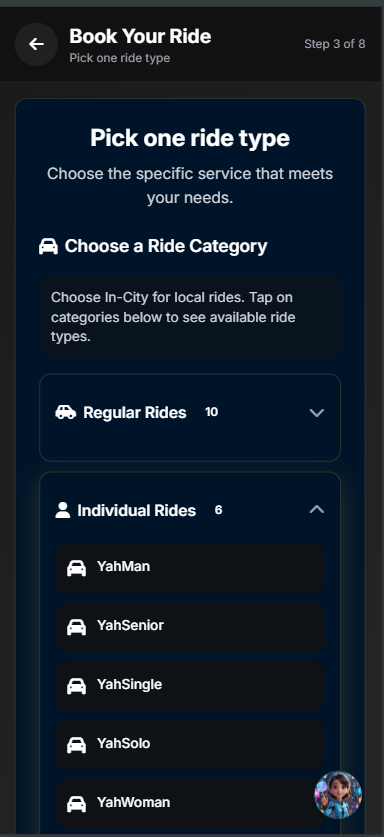 Book Your Ride
Pick one ride type
Step 3 of 8
Pick one ride type
Choose the specific service that meets
your needs.
Choose a Ride Category
Choose In-City for local rides. Tap on
categories below to see available ride
types.
Regular Rides 10
Individual Rides 6
YahMan
YahSenior
YahSingle
YahSolo
YahWoman